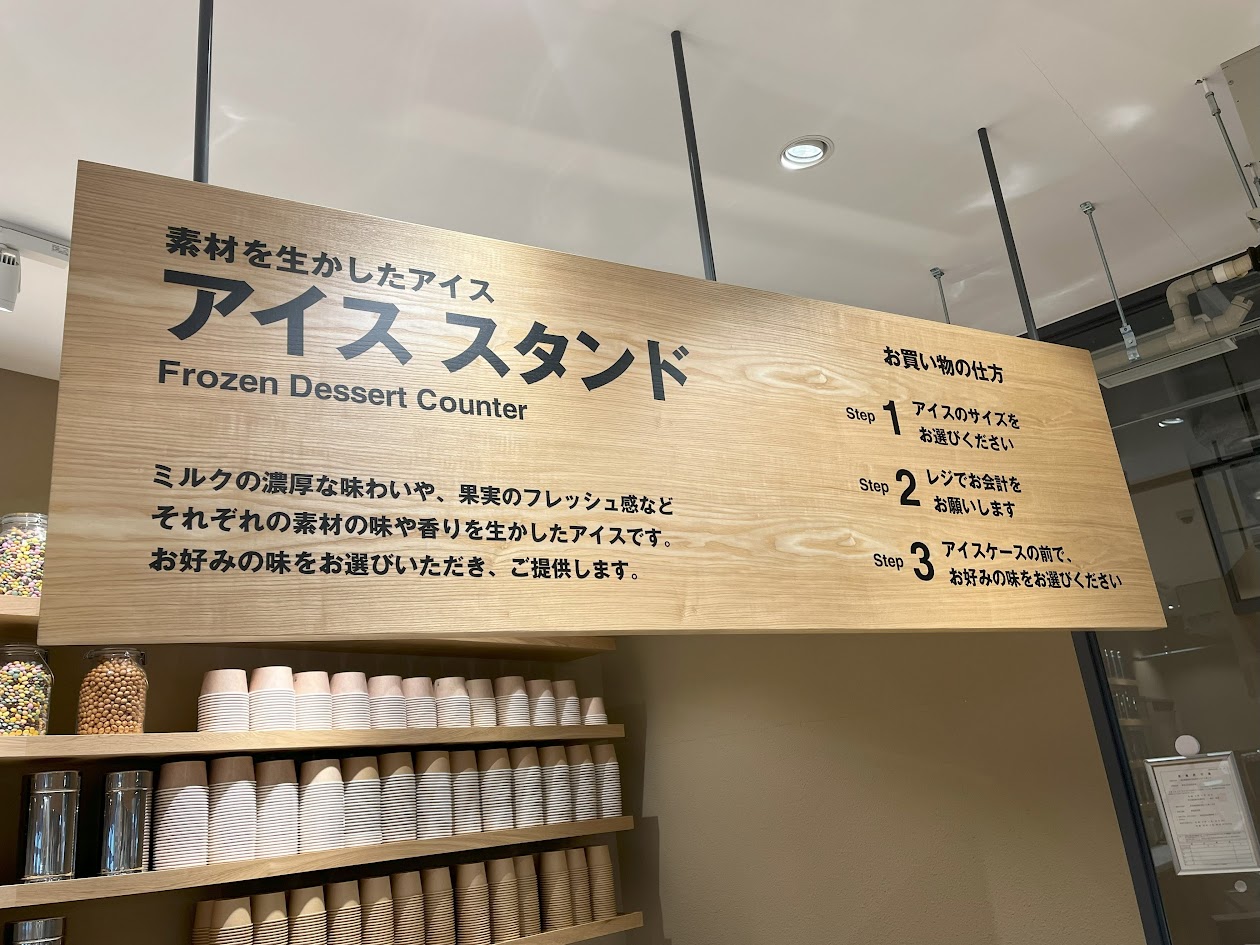 素材を生かしたアイス
アイス スタンド
Frozen Dessert Counter
ミルクの濃厚な味わいや、果実のフレッシュ感など
それぞれの素材の味や香りを生かしたアイスです。
お好みの味をお選びいただき、ご提供します。
お買い物の仕方
Step 1 アイスのサイズを
お選びください
Step 2 レジでお会計を
お願いします
Step 3 アイスケースの前で、
お好みの味をお選びください